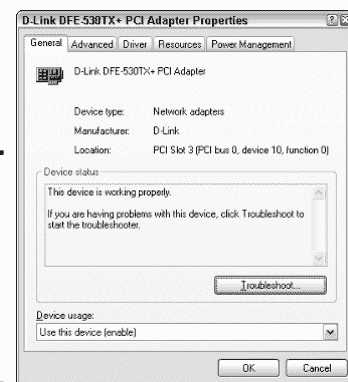 D-Link DFE-530TX+ PCI Adapter Properties
General Advanced Driver Resources Power Management
D-Link DFE-530TX+ PCI Adapter
Device type: Network adapters
Manufacturer: D-Link
Location: PCI Slot 3 (PCI bus 0, device 10, function 0)
Device status
This device is working properly.
If you are having problems with this device, click Troubleshoot to
start the troubleshooter.
Troubleshoot...
Device usage:
Use this device (enable)
OK Cancel